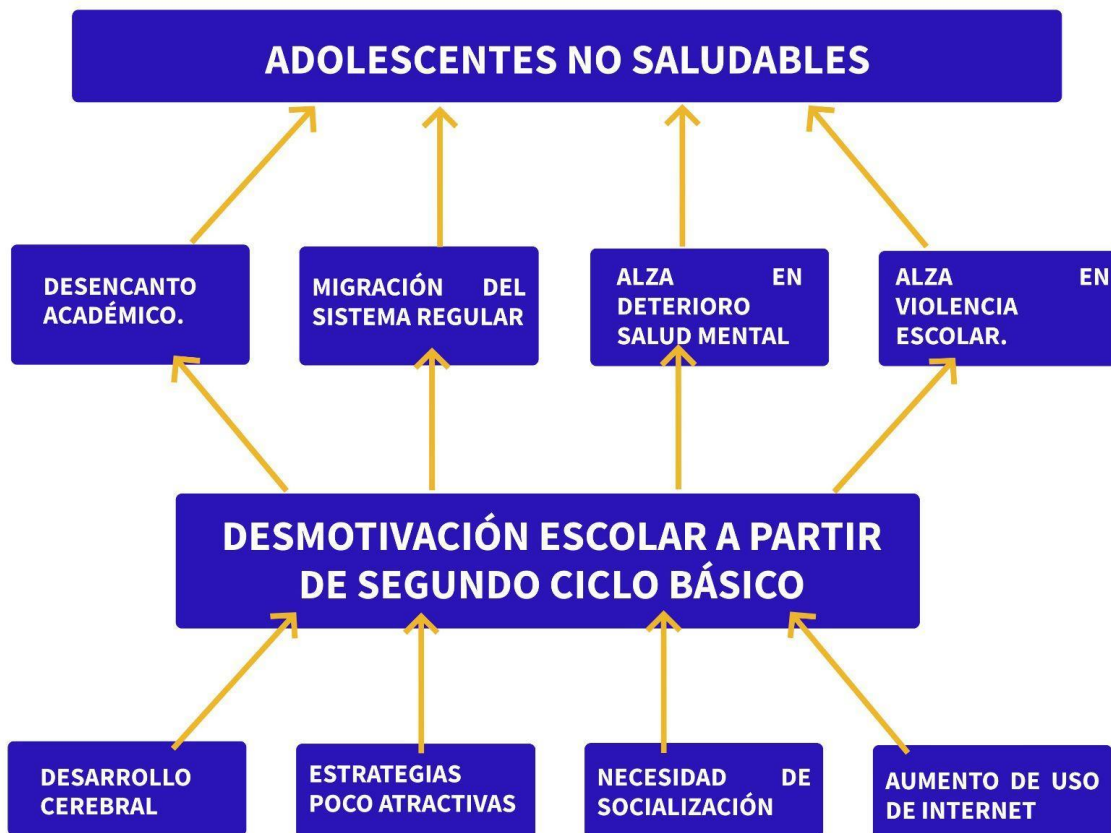 ADOLESCENTES NO SALUDABLES
DESENCANTO
ACADÉMICO.
MIGRACIÓN DEL
SISTEMA REGULAR
ALZA EN
DETERIORO
SALUD MENTAL
ALZA EN
VIOLENCIA
ESCOLAR.
DESMOTIVACIÓN ESCOLAR A PARTIR
DE SEGUNDO CICLO BÁSICO
DESARROLLO
CEREBRAL
ESTRATEGIAS
POCO ATRACTIVAS
NECESIDAD DE
SOCIALIZACIÓN
AUMENTO DE USO
DE INTERNET